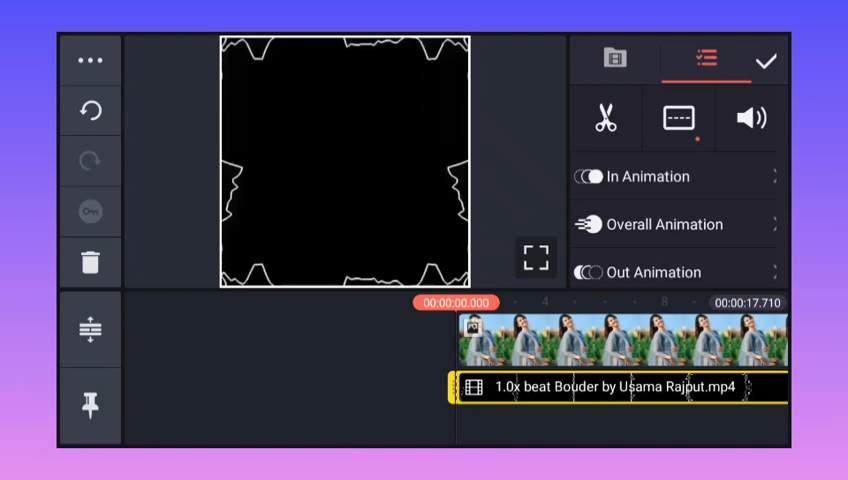 In Animation
Overall Animation
Out Animation
00:00:00.000
4
8
00:00:17.710
1.0x beat Bouder by Usama Rajput.mp4